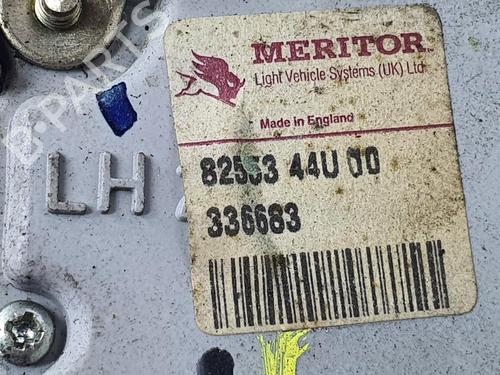 MERITOR
Light Vehicle Systems (UK) Ltd
Made in England
82553 44U 00
336683
LH
B-PARTS